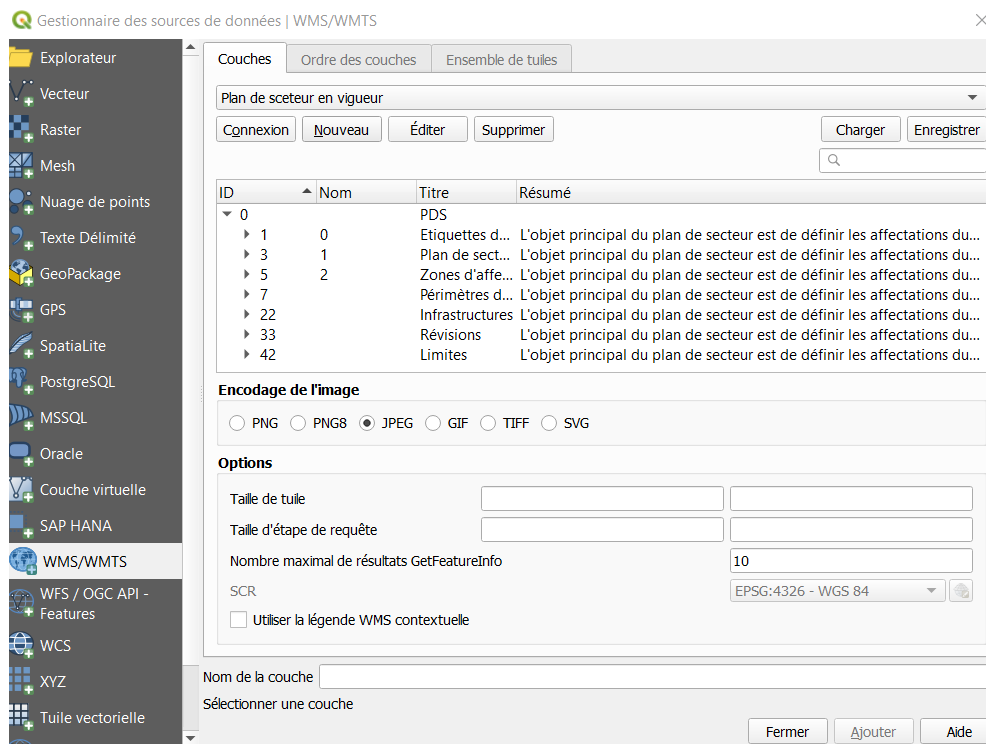 Gestionnaire des sources de données | WMS/WMTS
Explorateur
Vecteur
Raster
Mesh
Nuage de points
Texte Délimité
GeoPackage
GPS
SpatiaLite
PostgreSQL
MSSQL
Oracle
Couche virtuelle
SAP HANA
WMS/WMTS
WFS / OGC API -
Features
WCS
XYZ
Tuile vectorielle
Couches Ordre des couches Ensemble de tuiles
Plan de sceteur en vigueur
Connexion Nouveau Éditer Supprimer Charger Enregistrer
ID Nom Titre Résumé
0 PDS
1 0 Etiquettes d... L'objet principal du plan de secteur est de définir les affectations du...
3 1 Plan de sect... L'objet principal du plan de secteur est de définir les affectations du...
5 2 Zones d'affe... L'objet principal du plan de secteur est de définir les affectations du...
7 Périmètres d... L'objet principal du plan de secteur est de définir les affectations du...
22 Infrastructures L'objet principal du plan de secteur est de définir les affectations du...
33 Révisions L'objet principal du plan de secteur est de définir les affectations du...
42 Limites L'objet principal du plan de secteur est de définir les affectations du...
Encodage de l'image
PNG PNG8 JPEG GIF TIFF SVG
Options
Taille de tuile
Taille d'étape de requête
Nombre maximal de résultats GetFeatureInfo 10
SCR EPSG:4326 - WGS 84
Utiliser la légende WMS contextuelle
Nom de la couche
Sélectionner une couche
Fermer Ajouter Aide